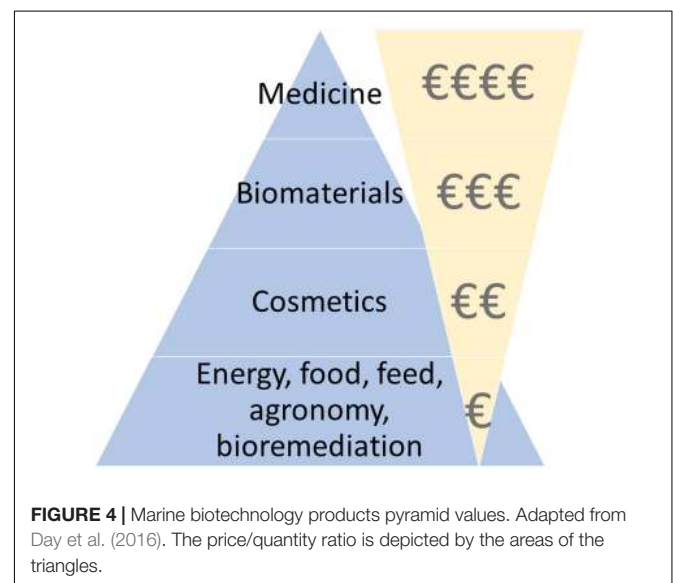 Medicine €€€€
Biomaterials €€€
Cosmetics €€
Energy, food, feed,
agronomy, €
bioremediation
FIGURE 4 | Marine biotechnology products pyramid values. Adapted from
Day et al. (2016). The price/quantity ratio is depicted by the areas of the
triangles.